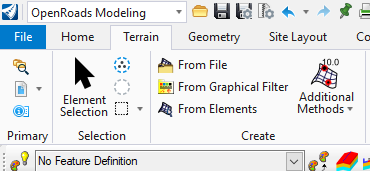 OpenRoads Modeling
File Home Terrain Geometry Site Layout
Element Selection
From File
From Graphical Filter
From Elements
10.0
Additional Methods
Primary Selection Create
No Feature Definition